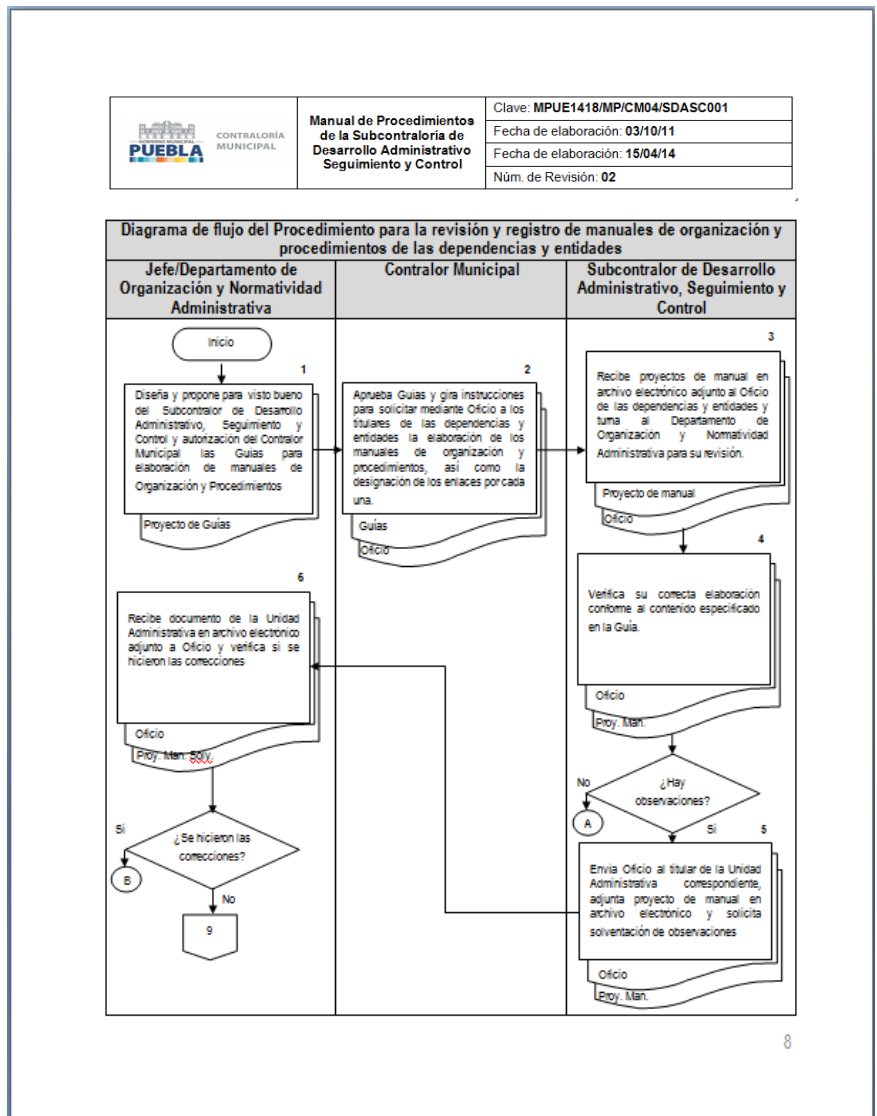 GOBIERNO MUNICIPAL
PUEBLA
CONTRALORÍA
MUNICIPAL
Manual de Procedimientos
de la Subcontraloría de
Desarrollo Administrativo
Seguimiento y Control
Clave: MPUE1418/MP/CM04/SDASC001
Fecha de elaboración: 03/10/11
Fecha de elaboración: 15/04/14
Núm. de Revisión: 02
Diagrama de flujo del Procedimiento para la revisión y registro de manuales de organización y
procedimientos de las dependencias y entidades
Jefe/Departamento de
Organización y Normatividad
Administrativa
Contralor Municipal
Subcontralor de Desarrollo
Administrativo, Seguimiento y
Control
Inicio
1
Diseña y propone para visto bueno
del Subcontralor de Desarrollo
Administrativo, Seguimiento y
Control y autorización del Contralor
Municipal las Guías para
elaboración de manuales de
Organización y Procedimientos
Proyecto de Guías
2
Aprueba Guías y gira instrucciones
para solicitar mediante Oficio a los
titulares de las dependencias y
entidades la elaboración de los
manuales de organización y
procedimientos, así como la
designación de los enlaces por cada
una.
Guías
Oficio
3
Recibe proyectos de manual en
archivo electrónico adjunto al Oficio
de las dependencias y entidades y
turna al Departamento de
Organización y Normatividad
Administrativa para su revisión.
Proyecto de manual
Oficio
4
Verifica su correcta elaboración
conforme al contenido especificado
en la Guía.
Oficio
Proy. Man.
¿Hay
observaciones?
No
A
Si
5
Envía Oficio al titular de la Unidad
Administrativa correspondiente,
adjunta proyecto de manual en
archivo electrónico y solicita
solventación de observaciones
Oficio
Proy. Man.
6
Recibe documento de la Unidad
Administrativa en archivo electrónico
adjunto a Oficio y verifica si se
hicieron las correcciones
Oficio
Proy. Man. Solv.
¿Se hicieron las
correcciones?
Si
B
No
9
8